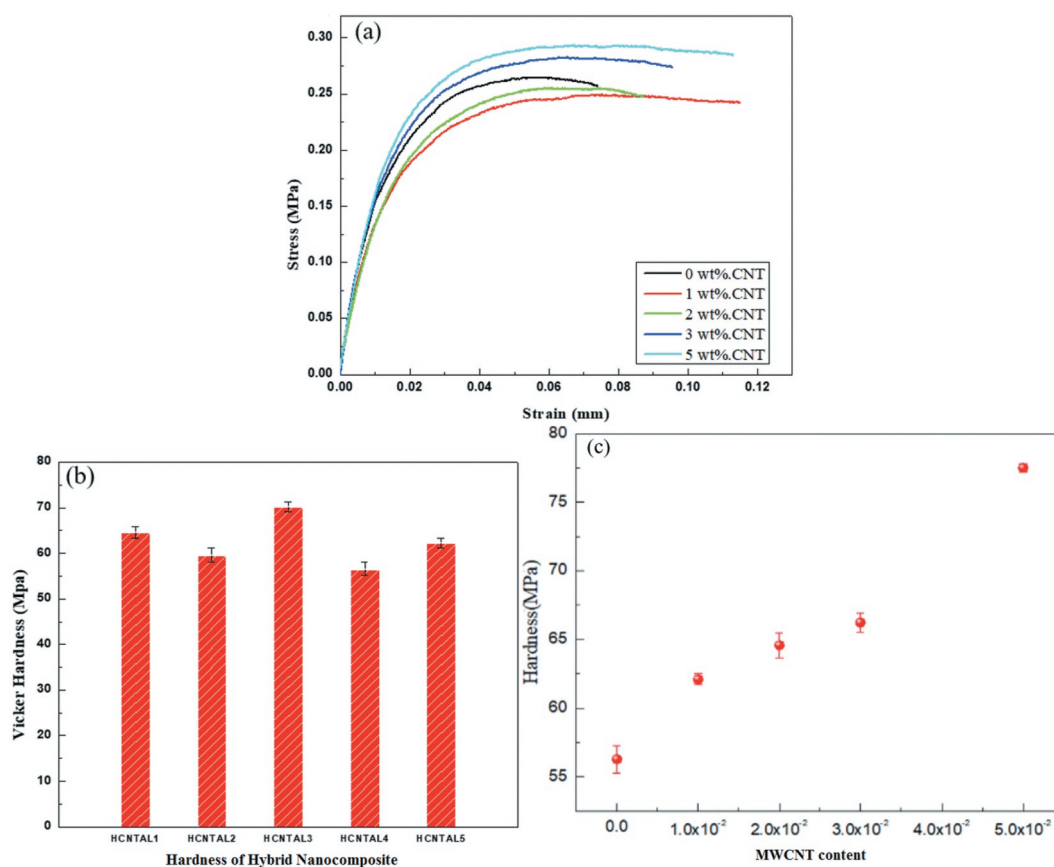 (a)
Stress (MPa)
0.30
0.25
0.20
0.15
0.10
0.05
0.00
0 wt%.CNT
1 wt%.CNT
2 wt%.CNT
3 wt%.CNT
5 wt%.CNT
0.00 0.02 0.04 0.06 0.08 0.10 0.12
Strain (mm)
(b)
Vicker Hardness (Mpa)
80
70
60
50
40
30
20
10
0
HCNTAL1 HCNTAL2 HCNTAL3 HCNTAL4 HCNTAL5
Hardness of Hybrid Nanocomposite
(c)
Hardness(MPa)
80
75
70
65
60
55
0.0 1.0x10⁻² 2.0x10⁻² 3.0x10⁻² 4.0x10⁻² 5.0x10⁻²
MWCNT content